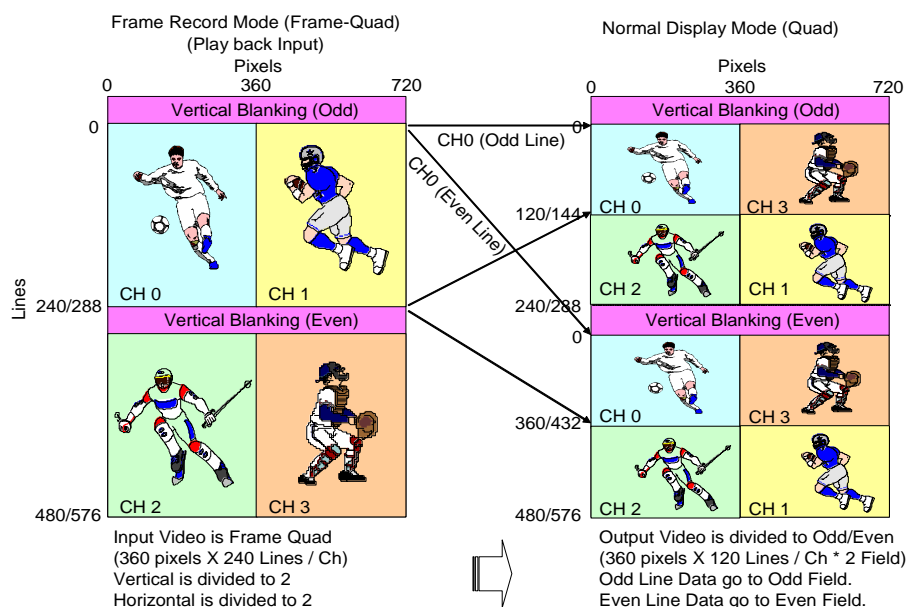 Frame Record Mode (Frame-Quad)
(Play back Input)
Pixels
0 360 720
Vertical Blanking (Odd)
0
CH 0
CH 1
Lines
240/288
Vertical Blanking (Even)
CH 2
CH 3
480/576
Input Video is Frame Quad
(360 pixels X 240 Lines / Ch)
Vertical is divided to 2
Horizontal is divided to 2
CH0 (Odd Line)
CH0 (Even Line)
Normal Display Mode (Quad)
Pixels
0 360 720
Vertical Blanking (Odd)
0
CH 0
CH 3
120/144
CH 2
CH 1
240/288
Vertical Blanking (Even)
0
CH 0
CH 3
360/432
CH 2
CH 1
480/576
Output Video is divided to Odd/Even
(360 pixels X 120 Lines / Ch * 2 Field)
Odd Line Data go to Odd Field.
Even Line Data go to Even Field.